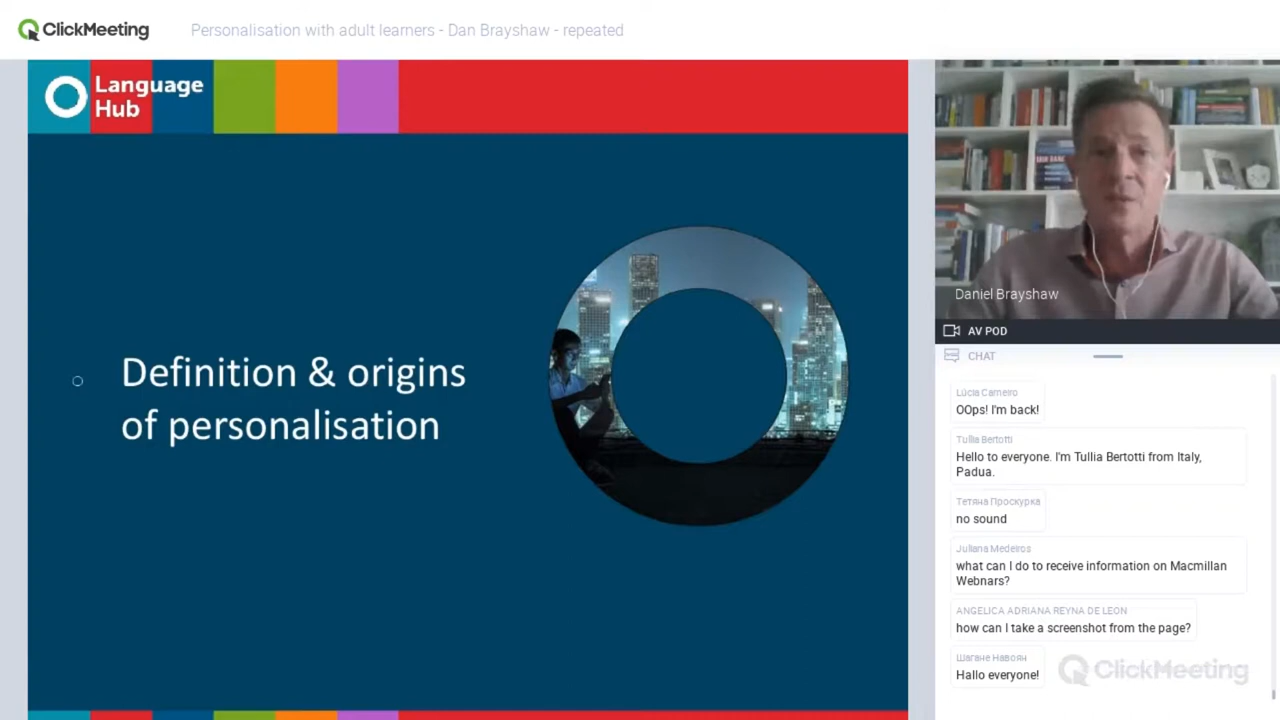 ClickMeeting
Personalisation with adult learners - Dan Brayshaw - repeated
Language
Hub
Definition & origins
of personalisation
Daniel Brayshaw
AV POD
CHAT
Lúcia Carneiro
OOps! I'm back!
Tullia Bertotti
Hello to everyone. I'm Tullia Bertotti from Italy,
Padua.
Тетяна Проскурка
no sound
Juliana Medeiros
what can I do to receive information on Macmillan
Webnars?
ANGELICA ADRIANA REYNA DE LEON
how can I take a screenshot from the page?
Шагане Навоян
Hallo everyone!
ClickMeeting